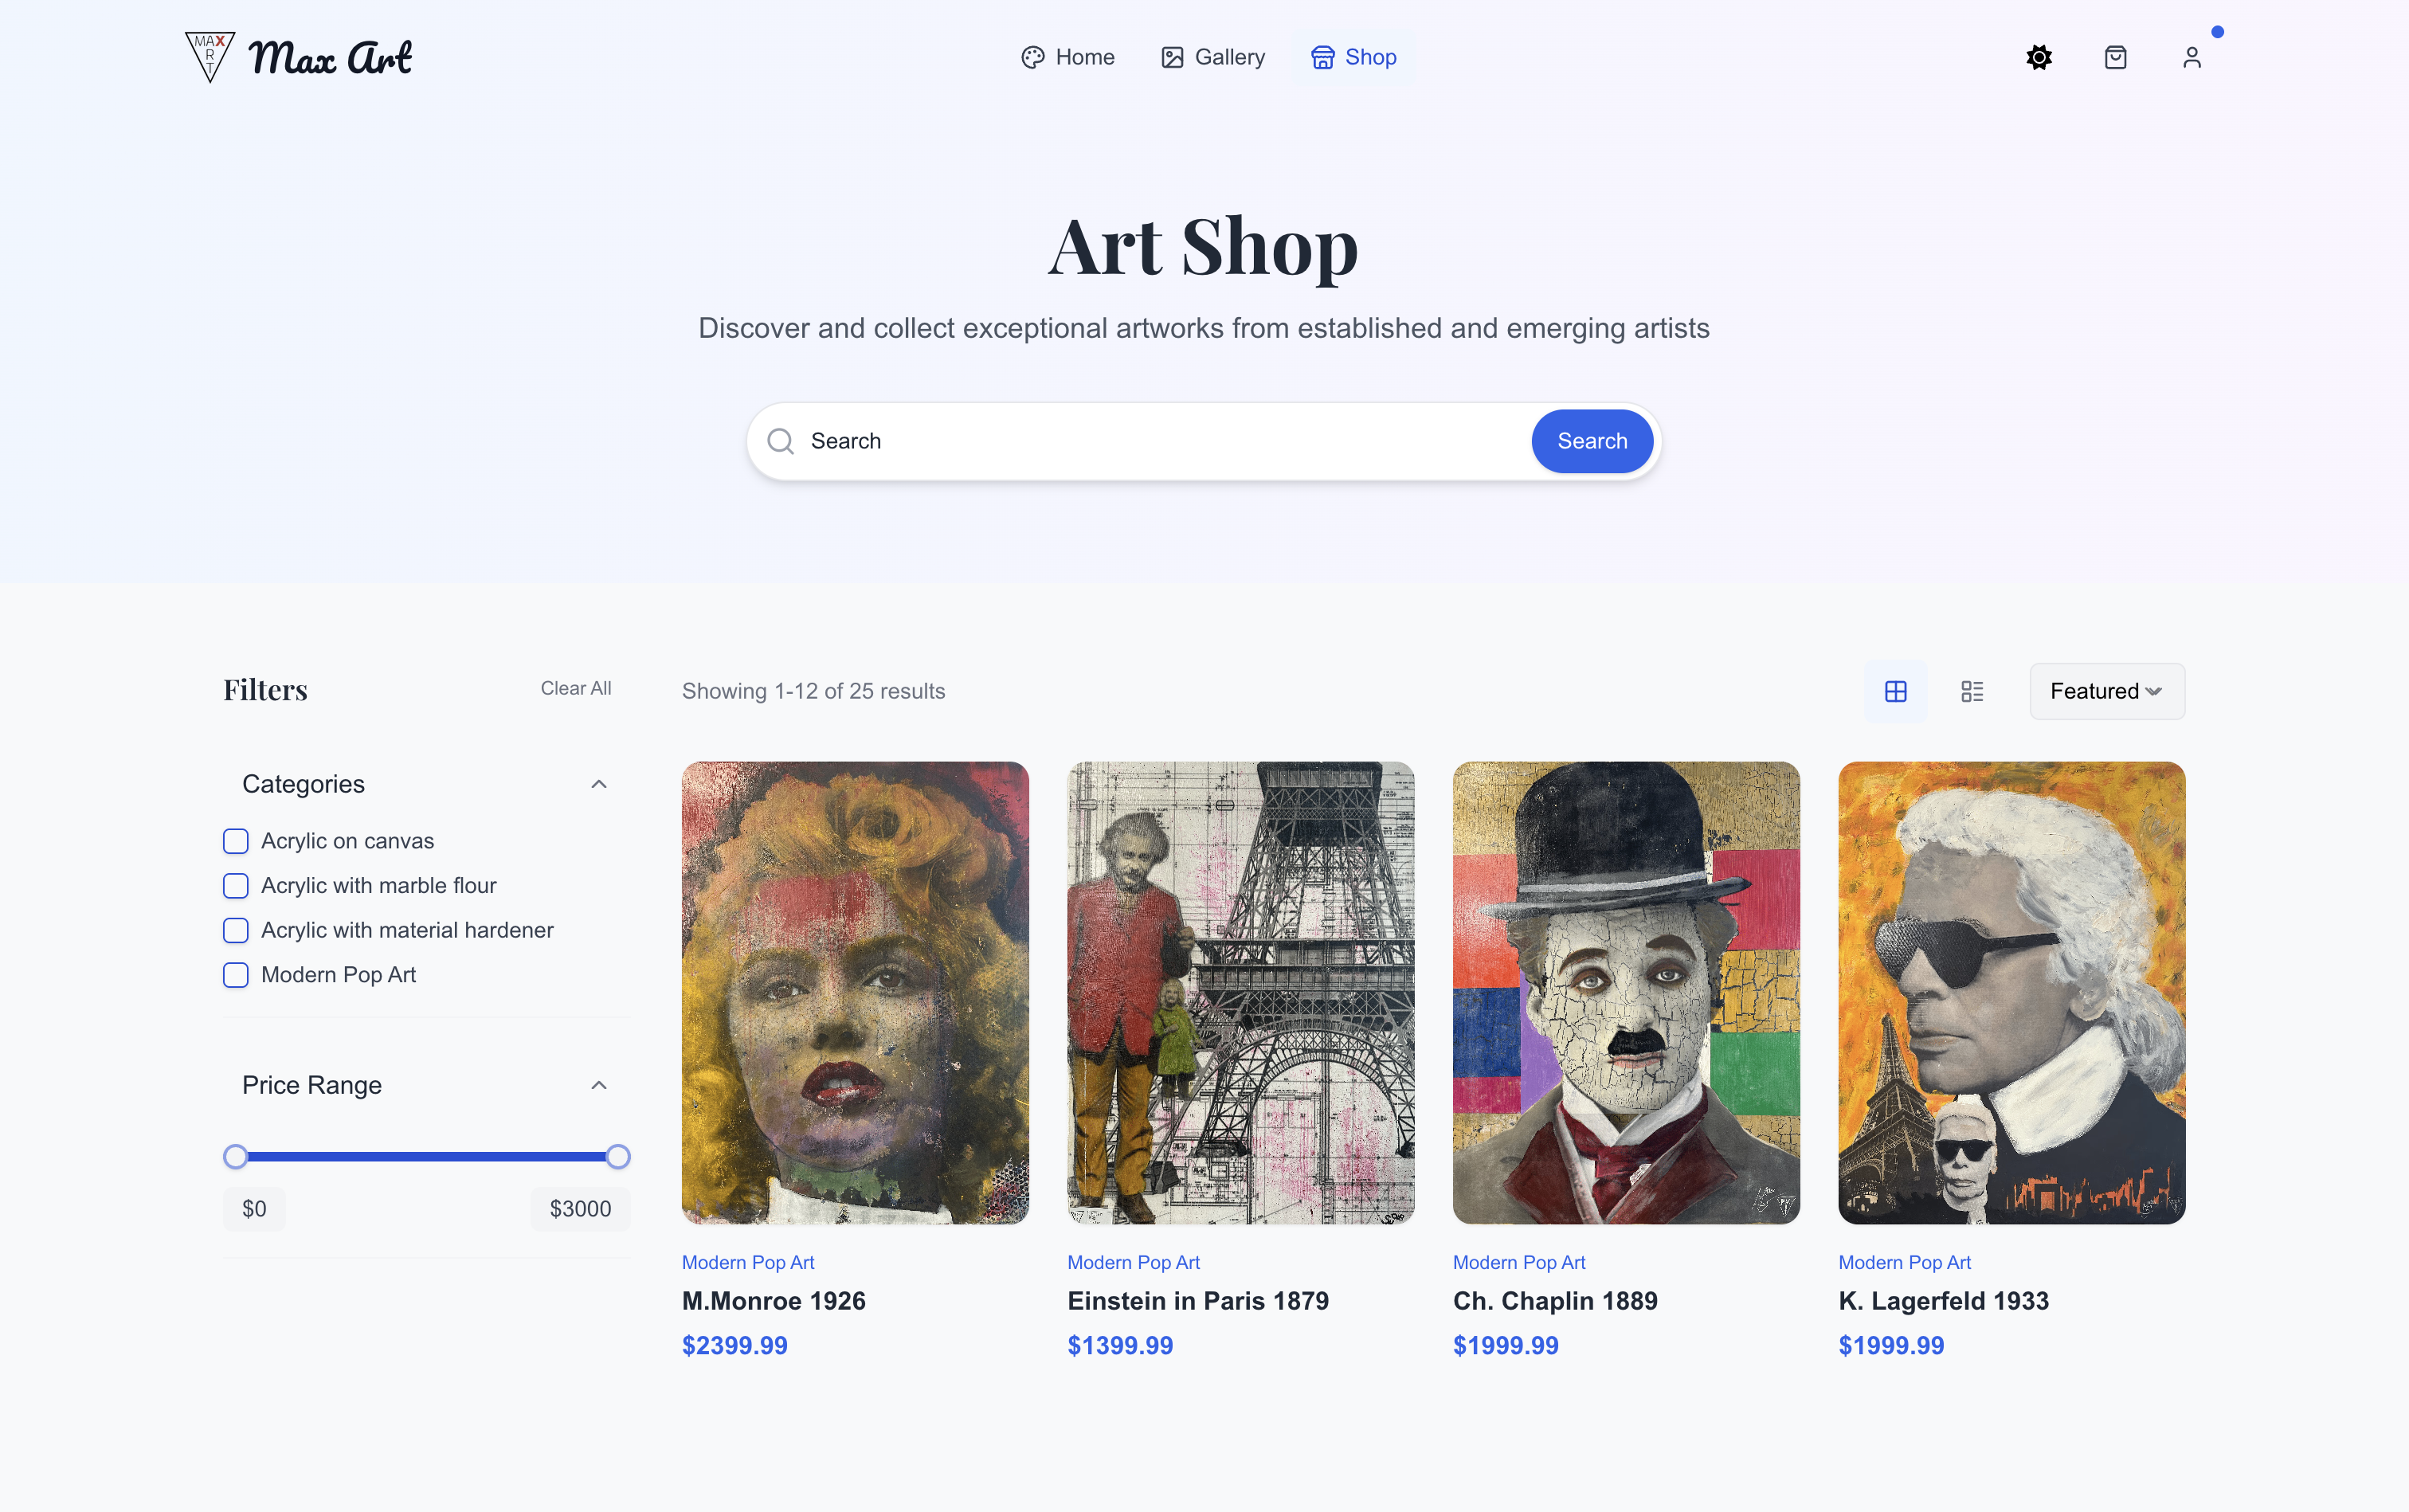 MAX
R
T
Max Art
Home
Gallery
Shop
Art Shop
Discover and collect exceptional artworks from established and emerging artists
Search
Search
Filters
Clear All
Showing 1-12 of 25 results
Featured
Categories
Acrylic on canvas
Acrylic with marble flour
Acrylic with material hardener
Modern Pop Art
Price Range
$0
$3000
Modern Pop Art
M.Monroe 1926
$2399.99
Modern Pop Art
Einstein in Paris 1879
$1399.99
Modern Pop Art
Ch. Chaplin 1889
$1999.99
Modern Pop Art
K. Lagerfeld 1933
$1999.99